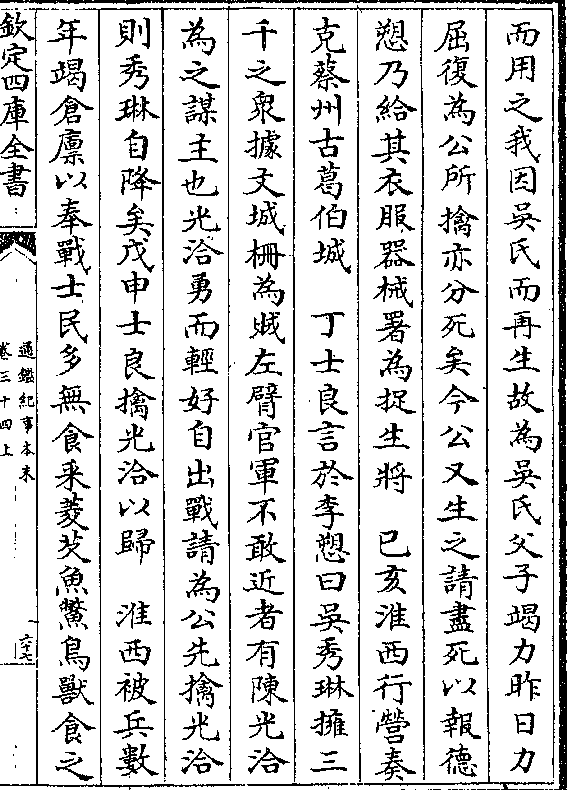 而用之我因吳氏而再生故為吳氏父子竭力昨日力
屈復為公所擒亦分死矣今公又生之請盡死以報德
愬乃給其衣服器械署為捉生將　已亥淮西行營奏
克蔡州古葛伯城　丁士良言於李愬曰吳秀琳擁三
千之衆據文城柵為賊左臂官軍不敢近者有陳光洽
為之謀主也光洽勇而輕好自出戰請為公先擒光洽
則秀琳自降矣戊申士良擒光洽以歸　淮西被兵數
年竭倉廪以奉戰士民多無食采菱芡魚鱉鳥獸食之
欽定四庫全書
通鑑紀事本末
卷三十四上
六十七